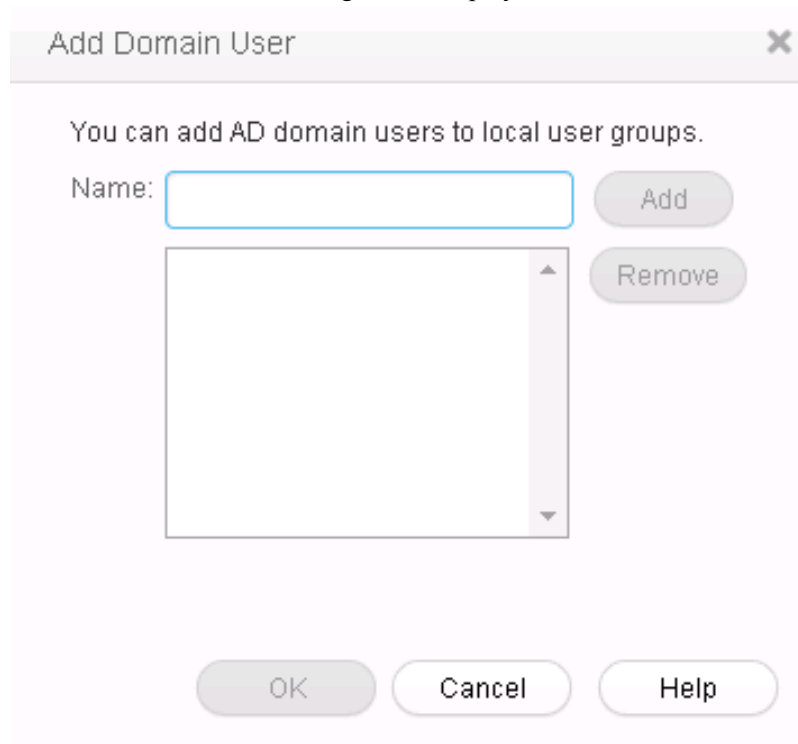 Add Domain User
You can add AD domain users to local user groups.
Name:
Add
Remove
OK
Cancel
Help